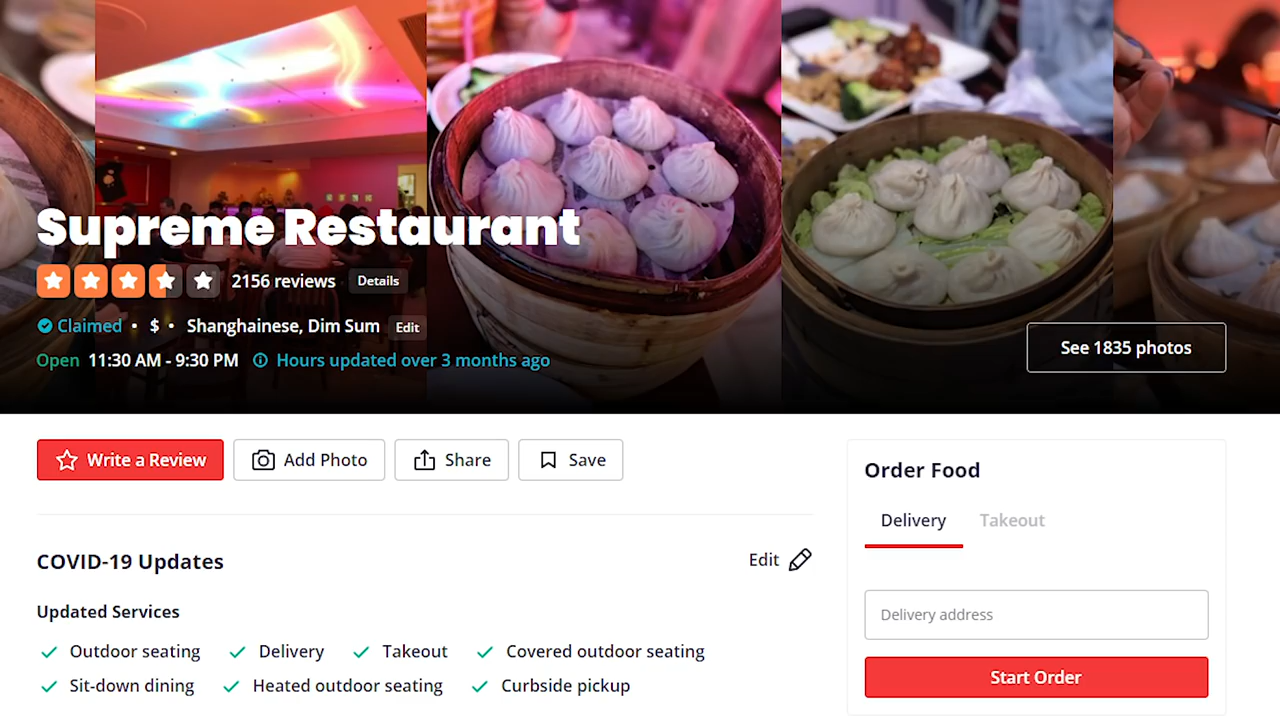 Supreme Restaurant
2156 reviews Details
Claimed • $ • Shanghainese, Dim Sum Edit
Open 11:30 AM - 9:30 PM Hours updated over 3 months ago
See 1835 photos
Write a Review Add Photo Share Save
COVID-19 Updates Edit
Updated Services
Outdoor seating Delivery Takeout Covered outdoor seating
Sit-down dining Heated outdoor seating Curbside pickup
Order Food
Delivery Takeout
Delivery address
Start Order